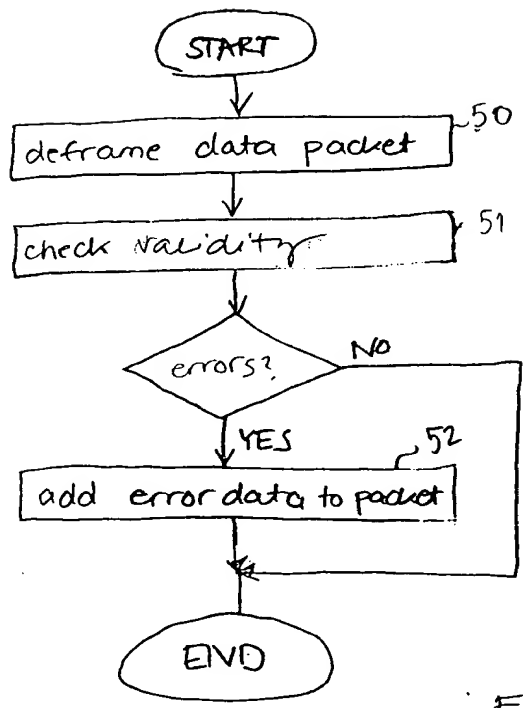 START
50
deframe data packet
51
check validity
errors?
NO
YES
52
add error data to packet
END